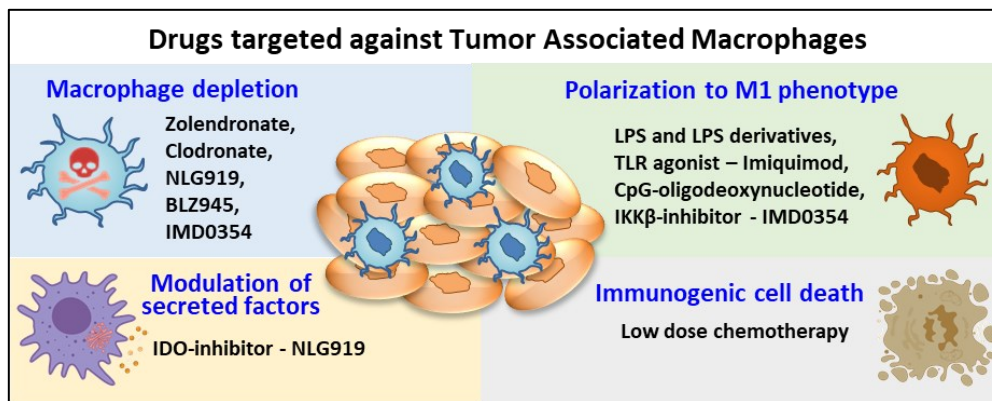 Drugs targeted against Tumor Associated Macrophages
Macrophage depletion
Zolendronate,
Clodronate,
NLG919,
BLZ945,
IMD0354
Polarization to M1 phenotype
LPS and LPS derivatives,
TLR agonist – Imiquimod,
CpG-oligodeoxynucleotide,
IKKβ-inhibitor - IMD0354
Modulation of
secreted factors
IDO-inhibitor - NLG919
Immunogenic cell death
Low dose chemotherapy